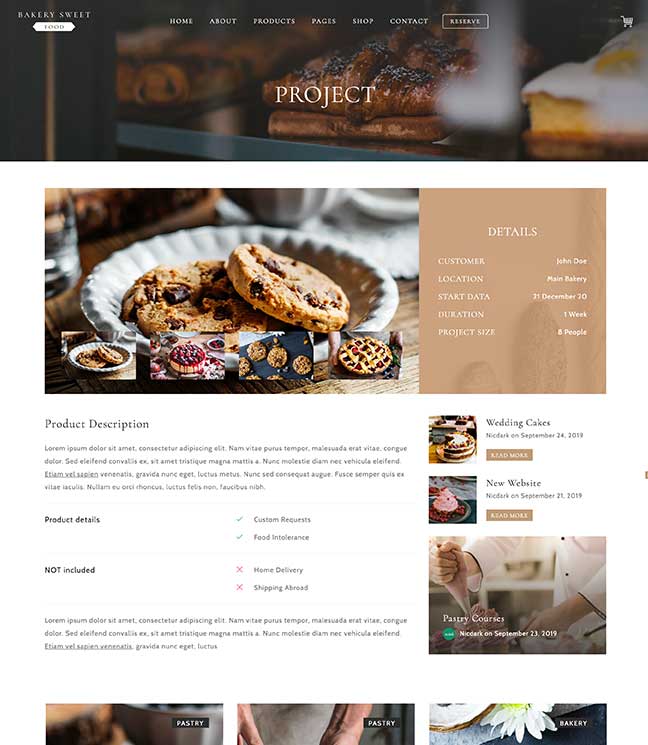 BAKERY SWEET
FOOD
HOME ABOUT PRODUCTS PAGES SHOP CONTACT RESERVE
PROJECT
DETAILS
CUSTOMER John Doe
LOCATION Main Bakery
START DATA 21 December 20
DURATION 1 Week
PROJECT SIZE 8 People
Product Description
Lorem ipsum dolor sit amet, consectetur adipiscing elit. Nam vitae purus tempor, malesuada erat vitae, congue
dolor. Sed eleifend convallis ex, sit amet tristique magna mattis a. Nunc molestie diam nec vehicula eleifend.
Etiam vel sapien venenatis, gravida nunc eget, luctus metus. Nunc sed consequat augue. Fusce semper quis ex
vitae iaculis. Nullam eu orci rhoncus, luctus felis non, faucibus nibh.
Product details
Custom Requests
Food Intolerance
NOT included
Home Delivery
Shipping Abroad
Lorem ipsum dolor sit amet, consectetur adipiscing elit. Nam vitae purus tempor, malesuada erat vitae, congue
dolor. Sed eleifend convallis ex, sit amet tristique magna mattis a. Nunc molestie diam nec vehicula eleifend.
Etiam vel sapien venenatis, gravida nunc eget, luctus
Wedding Cakes
Nicdark on September 24, 2019
READ MORE
New Website
Nicdark on September 21, 2019
READ MORE
Pastry Courses
Nicdark on September 23, 2019
PASTRY
PASTRY
BAKERY